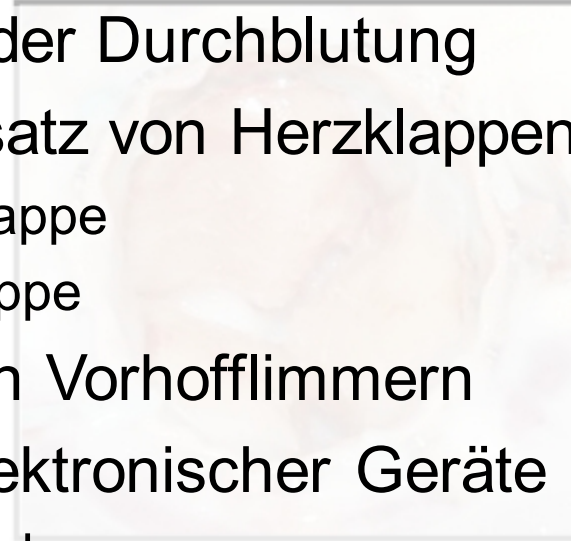 der Durchblutung
satz von Herzklappen
appe
ppe
n Vorhofflimmern
ektronischer Geräte